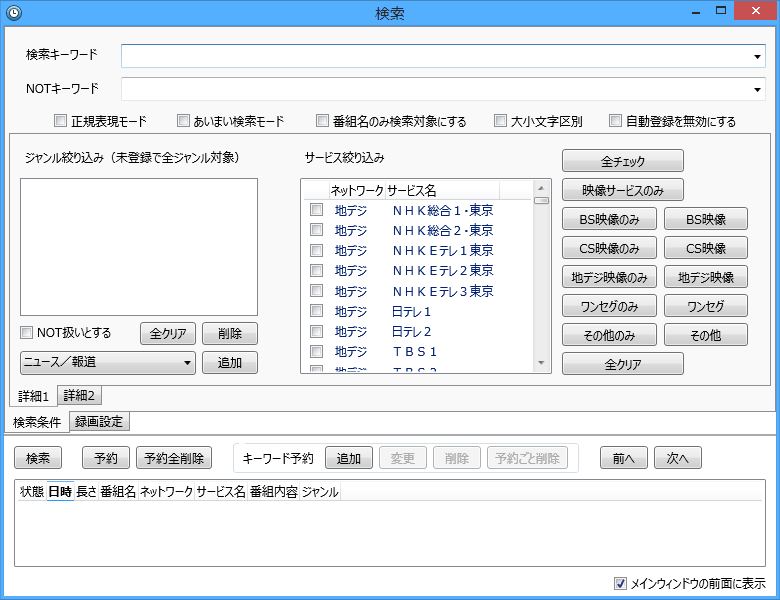 検索
検索キーワード
NOTキーワード
正規表現モード あいまい検索モード 番組名のみ検索対象にする 大小文字区別 自動登録を無効にする
ジャンル絞り込み（未登録で全ジャンル対象）
サービス絞り込み
ネットワーク サービス名
地デジ ＮＨＫ総合１・東京
地デジ ＮＨＫ総合２・東京
地デジ ＮＨＫＥテレ１東京
地デジ ＮＨＫＥテレ２東京
地デジ ＮＨＫＥテレ３東京
地デジ 日テレ１
地デジ 日テレ２
地デジ ＴＢＳ１
地デジ ＴＢＳ２
全チェック
映像サービスのみ
BS映像のみ BS映像
CS映像のみ CS映像
地デジ映像のみ 地デジ映像
ワンセグのみ ワンセグ
その他のみ その他
全クリア
NOT扱いとする 全クリア 削除
ニュース／報道 追加
詳細1 詳細2
検索条件 録画設定
検索 予約 予約全削除 キーワード予約 追加 変更 削除 予約ごと削除 前へ 次へ
状態 日時 長さ 番組名 ネットワーク サービス名 番組内容 ジャンル
メインウィンドウの前面に表示